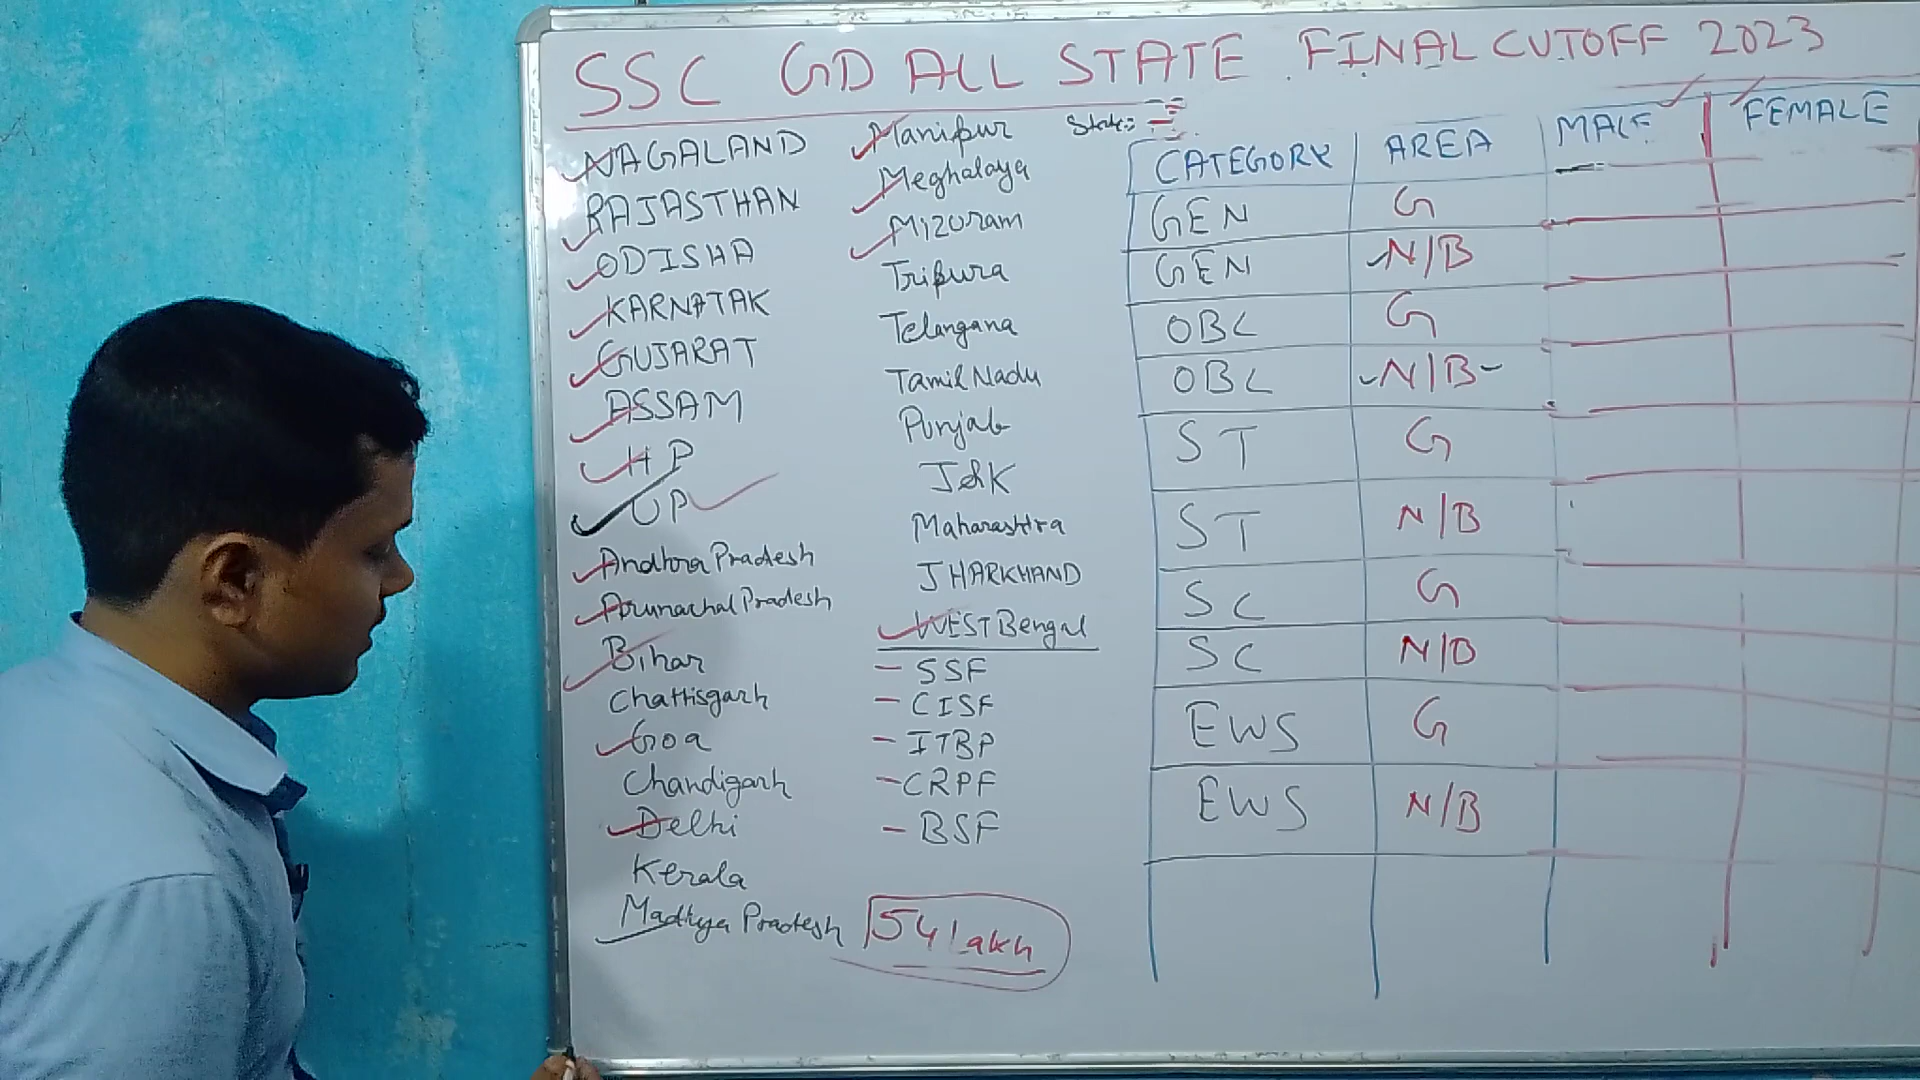 SSC GD ALL STATE FINAL CUTOFF 2023
NAGALAND
RAJASTHAN
ODISHA
KARNATAK
GUJARAT
ASSAM
HP
UP
Andhra Pradesh
Arunachal Pradesh
Bihar
Chattisgarh
Goa
Chandigarh
Delhi
Kerala
Madhya Pradesh
54 lakh
Manipur
Meghalaya
Mizoram
Tripura
Telangana
Tamil Nadu
Punjab
J&K
Maharashtra
JHARKHAND
WEST Bengal
- SSF
- CISF
- ITBP
- CRPF
- BSF
State:
CATEGORY AREA MALE FEMALE
GEN G
GEN N/B
OBC G
OBC N/B
ST G
ST N/B
SC G
SC N/B
EWS G
EWS N/B